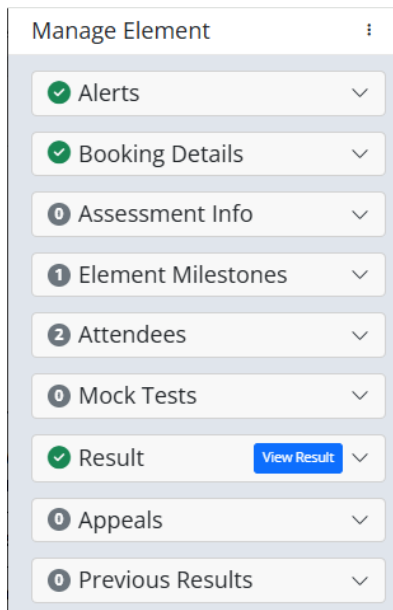 Manage Element
Alerts
Booking Details
0 Assessment Info
1 Element Milestones
2 Attendees
0 Mock Tests
Result View Result
0 Appeals
0 Previous Results